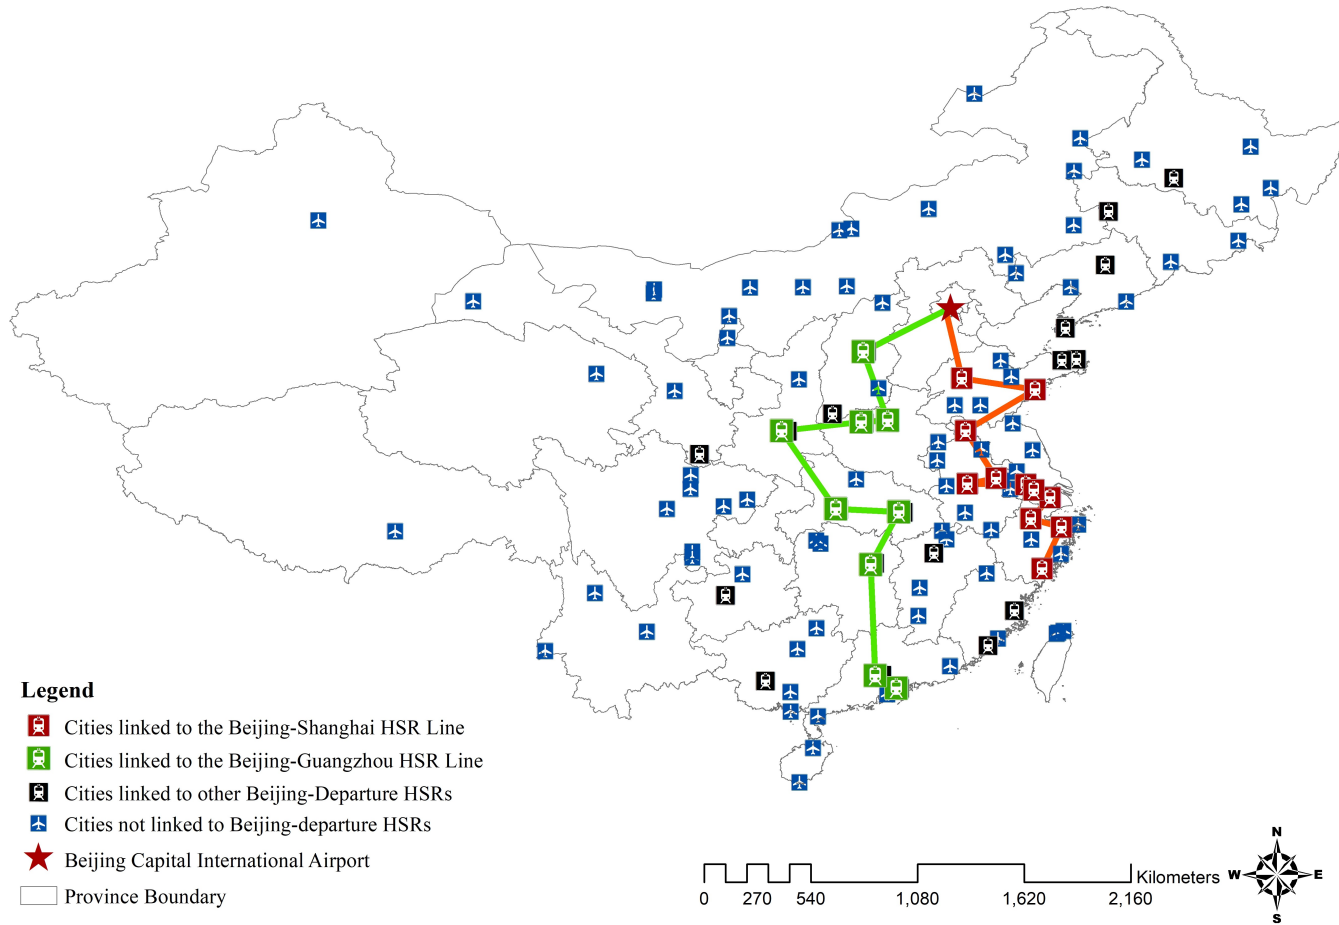 Legend
Cities linked to the Beijing-Shanghai HSR Line
Cities linked to the Beijing-Guangzhou HSR Line
Cities linked to other Beijing-Departure HSRs
Cities not linked to Beijing-departure HSRs
Beijing Capital International Airport
Province Boundary
Kilometers
0 270 540 1,080 1,620 2,160
N
W E
S